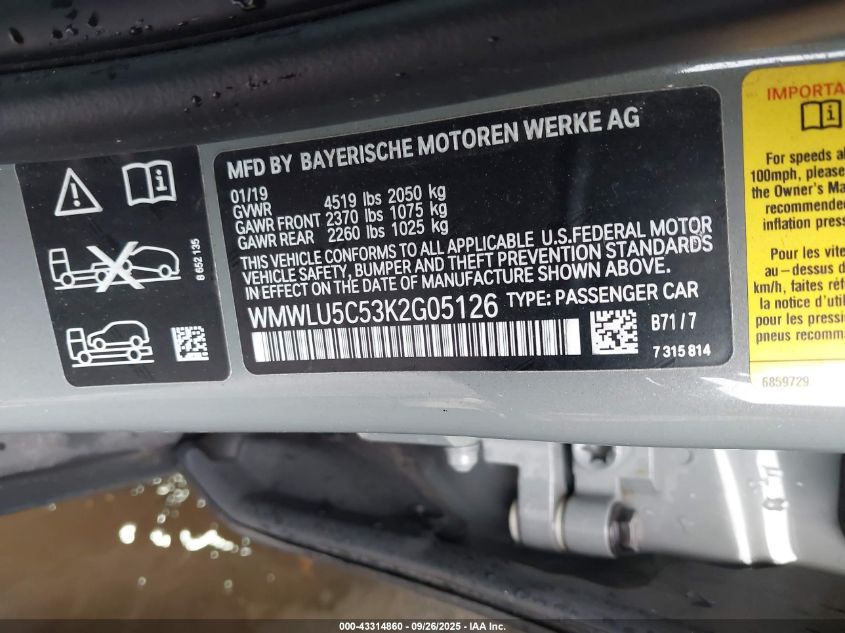 MFD BY BAYERISCHE MOTOREN WERKE AG
01/19
GVWR 4519 lbs 2050 kg
GAWR FRONT 2370 lbs 1075 kg
GAWR REAR 2260 lbs 1025 kg
THIS VEHICLE CONFORMS TO ALL APPLICABLE U.S.FEDERAL MOTOR
VEHICLE SAFETY, BUMPER AND THEFT PREVENTION STANDARDS
IN EFFECT ON THE DATE OF MANUFACTURE SHOWN ABOVE.
WMWLU5C53K2G05126 TYPE: PASSENGER CAR
B71/7
7 315 814
8 652 135
IMPORTA
For speeds a
100mph, please
the Owner's Ma
recommended
inflation press
Pour les vite
au-dessus d
km/h, faites réfé
la notice d'
pour les pression
pneus recomm.
6859729
000-43314860 - 09/26/2025 - IAA Inc.